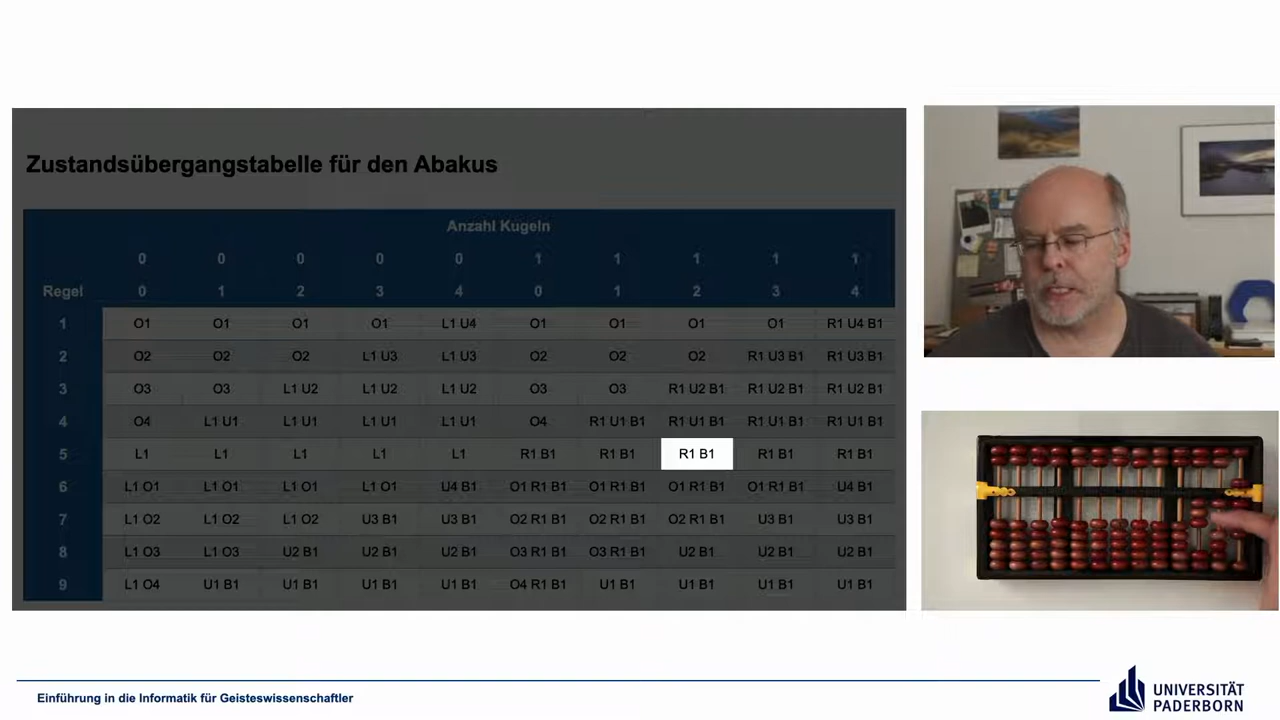 Zustandsübergangstabelle für den Abakus
Anzahl Kugeln
0 0 0 0 0 1 1 1 1 1
Regel 0 1 2 3 4 0 1 2 3 4
1 O1 O1 O1 O1 L1 U4 O1 O1 O1 O1 R1 U4 B1
2 O2 O2 O2 L1 U3 L1 U3 O2 O2 O2 R1 U3 B1 R1 U3 B1
3 O3 O3 L1 U2 L1 U2 L1 U2 O3 O3 R1 U2 B1 R1 U2 B1 R1 U2 B1
4 O4 L1 U1 L1 U1 L1 U1 L1 U1 O4 R1 U1 B1 R1 U1 B1 R1 U1 B1 R1 U1 B1
5 L1 L1 L1 L1 L1 R1 B1 R1 B1 R1 B1 R1 B1 R1 B1
6 L1 O1 L1 O1 L1 O1 L1 O1 U4 B1 O1 R1 B1 O1 R1 B1 O1 R1 B1 O1 R1 B1 U4 B1
7 L1 O2 L1 O2 L1 O2 U3 B1 U3 B1 O2 R1 B1 O2 R1 B1 O2 R1 B1 U3 B1 U3 B1
8 L1 O3 L1 O3 U2 B1 U2 B1 U2 B1 O3 R1 B1 O3 R1 B1 U2 B1 U2 B1 U2 B1
9 L1 O4 U1 B1 U1 B1 U1 B1 U1 B1 O4 R1 B1 U1 B1 U1 B1 U1 B1 U1 B1
Einführung in die Informatik für Geisteswissenschaftler
UNIVERSITÄT
PADERBORN